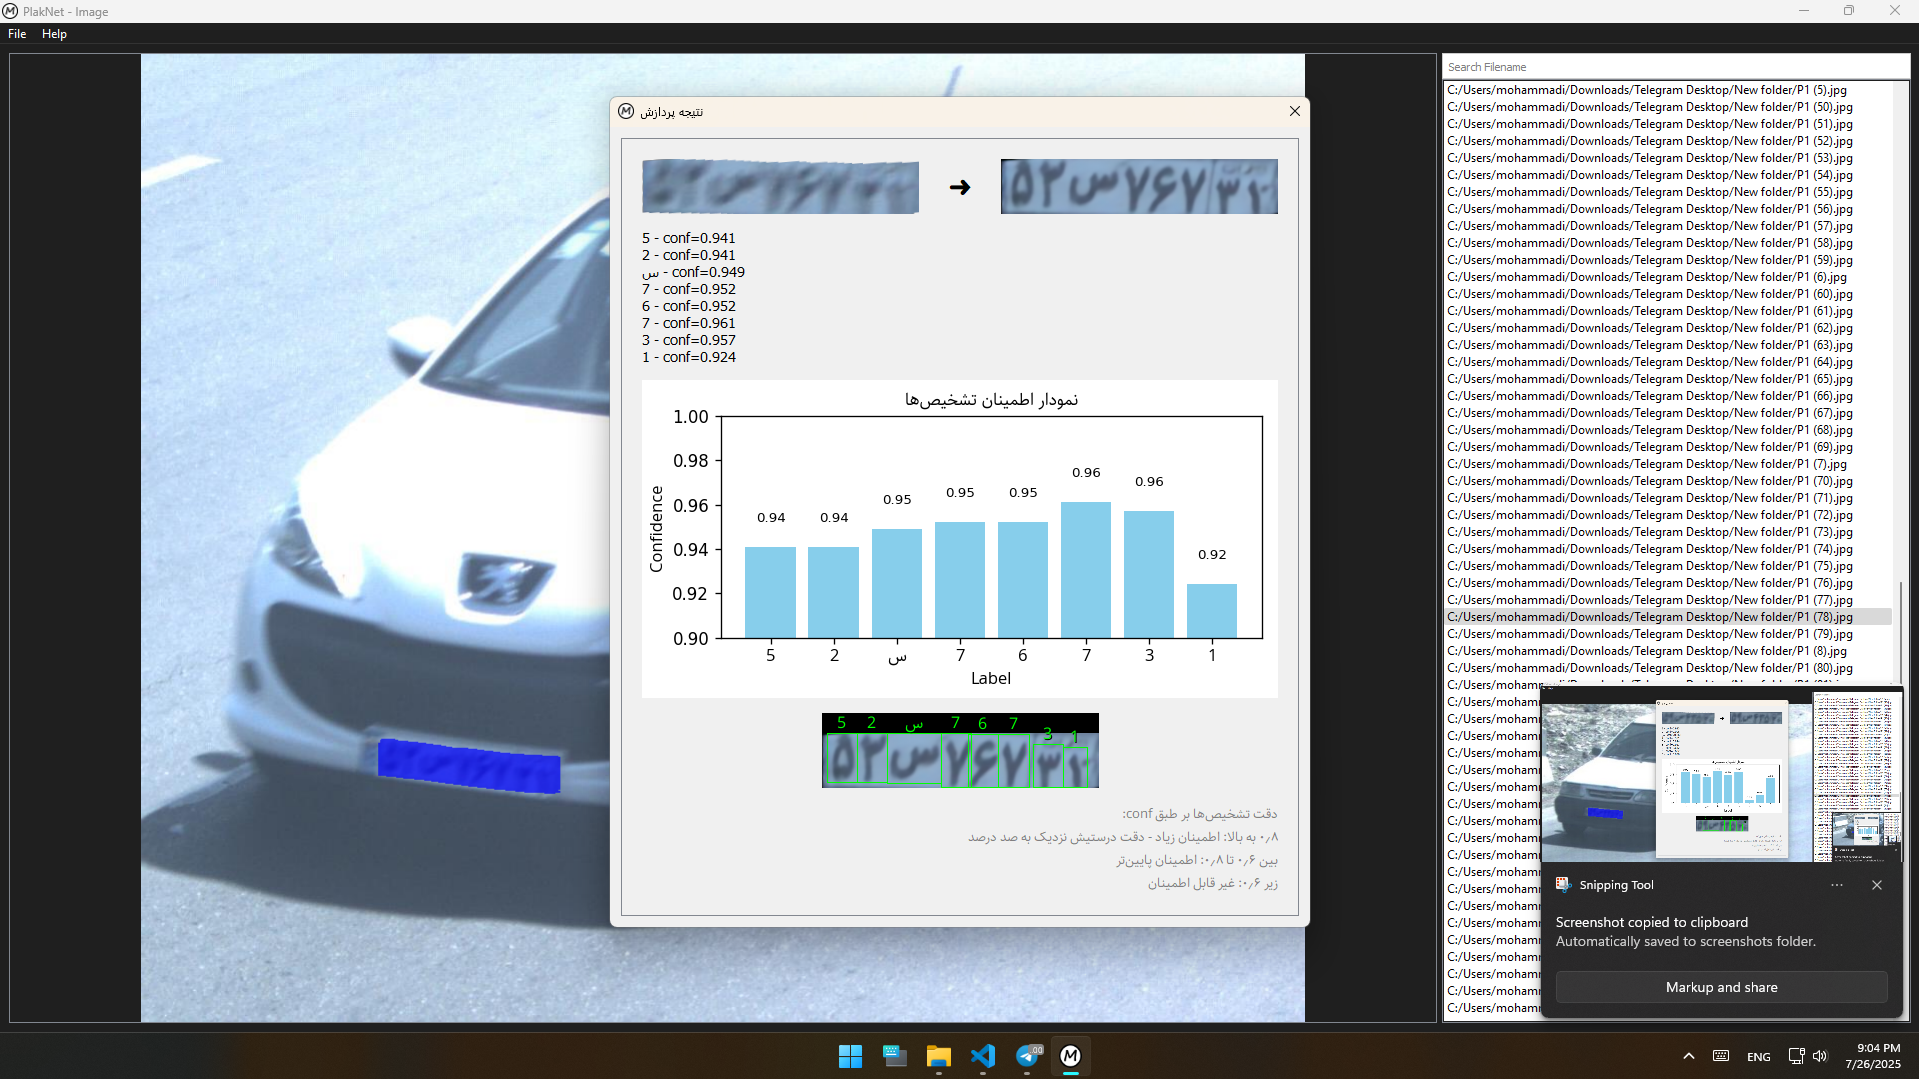 PlakNet - Image
File Help
نتیجه پردازش
۵۲س۷۶۷۳۱
5 - conf=0.941
2 - conf=0.941
س - conf=0.949
7 - conf=0.952
6 - conf=0.952
7 - conf=0.961
3 - conf=0.957
1 - conf=0.924
نمودار اطمینان تشخیص‌ها
1.00
0.98
0.96
0.94
0.92
0.90
Confidence
0.94 0.94 0.95 0.95 0.95 0.96 0.96 0.92
5 2 س 7 6 7 3 1
Label
5 2 س 7 6 7 3 1
۵۲س۷۶۷۳۱
دقت تشخیص‌ها بر طبق conf:
۰٫۸ به بالا: اطمینان زیاد - دقت درستیش نزدیک به صد درصد
بین ۰٫۶ تا ۰٫۸: اطمینان پایین‌تر
زیر ۰٫۶: غیر قابل اطمینان
Search Filename
C:/Users/mohammadi/Downloads/Telegram Desktop/New folder/P1 (5).jpg
C:/Users/mohammadi/Downloads/Telegram Desktop/New folder/P1 (50).jpg
C:/Users/mohammadi/Downloads/Telegram Desktop/New folder/P1 (51).jpg
C:/Users/mohammadi/Downloads/Telegram Desktop/New folder/P1 (52).jpg
C:/Users/mohammadi/Downloads/Telegram Desktop/New folder/P1 (53).jpg
C:/Users/mohammadi/Downloads/Telegram Desktop/New folder/P1 (54).jpg
C:/Users/mohammadi/Downloads/Telegram Desktop/New folder/P1 (55).jpg
C:/Users/mohammadi/Downloads/Telegram Desktop/New folder/P1 (56).jpg
C:/Users/mohammadi/Downloads/Telegram Desktop/New folder/P1 (57).jpg
C:/Users/mohammadi/Downloads/Telegram Desktop/New folder/P1 (58).jpg
C:/Users/mohammadi/Downloads/Telegram Desktop/New folder/P1 (59).jpg
C:/Users/mohammadi/Downloads/Telegram Desktop/New folder/P1 (6).jpg
C:/Users/mohammadi/Downloads/Telegram Desktop/New folder/P1 (60).jpg
C:/Users/mohammadi/Downloads/Telegram Desktop/New folder/P1 (61).jpg
C:/Users/mohammadi/Downloads/Telegram Desktop/New folder/P1 (62).jpg
C:/Users/mohammadi/Downloads/Telegram Desktop/New folder/P1 (63).jpg
C:/Users/mohammadi/Downloads/Telegram Desktop/New folder/P1 (64).jpg
C:/Users/mohammadi/Downloads/Telegram Desktop/New folder/P1 (65).jpg
C:/Users/mohammadi/Downloads/Telegram Desktop/New folder/P1 (66).jpg
C:/Users/mohammadi/Downloads/Telegram Desktop/New folder/P1 (67).jpg
C:/Users/mohammadi/Downloads/Telegram Desktop/New folder/P1 (68).jpg
C:/Users/mohammadi/Downloads/Telegram Desktop/New folder/P1 (69).jpg
C:/Users/mohammadi/Downloads/Telegram Desktop/New folder/P1 (7).jpg
C:/Users/mohammadi/Downloads/Telegram Desktop/New folder/P1 (70).jpg
C:/Users/mohammadi/Downloads/Telegram Desktop/New folder/P1 (71).jpg
C:/Users/mohammadi/Downloads/Telegram Desktop/New folder/P1 (72).jpg
C:/Users/mohammadi/Downloads/Telegram Desktop/New folder/P1 (73).jpg
C:/Users/mohammadi/Downloads/Telegram Desktop/New folder/P1 (74).jpg
C:/Users/mohammadi/Downloads/Telegram Desktop/New folder/P1 (75).jpg
C:/Users/mohammadi/Downloads/Telegram Desktop/New folder/P1 (76).jpg
C:/Users/mohammadi/Downloads/Telegram Desktop/New folder/P1 (77).jpg
C:/Users/mohammadi/Downloads/Telegram Desktop/New folder/P1 (78).jpg
C:/Users/mohammadi/Downloads/Telegram Desktop/New folder/P1 (79).jpg
C:/Users/mohammadi/Downloads/Telegram Desktop/New folder/P1 (8).jpg
C:/Users/mohammadi/Downloads/Telegram Desktop/New folder/P1 (80).jpg
Snipping Tool
Screenshot copied to clipboard
Automatically saved to screenshots folder.
Markup and share
ENG
9:04 PM
7/26/2025